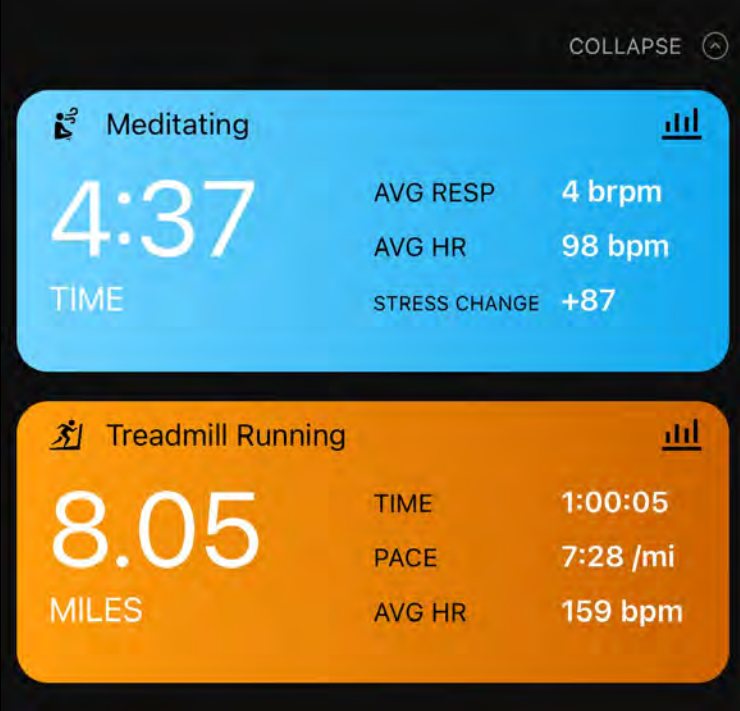 COLLAPSE
Meditating
4:37
TIME
AVG RESP 4 brpm
AVG HR 98 bpm
STRESS CHANGE +87
Treadmill Running
8.05
MILES
TIME 1:00:05
PACE 7:28 /mi
AVG HR 159 bpm